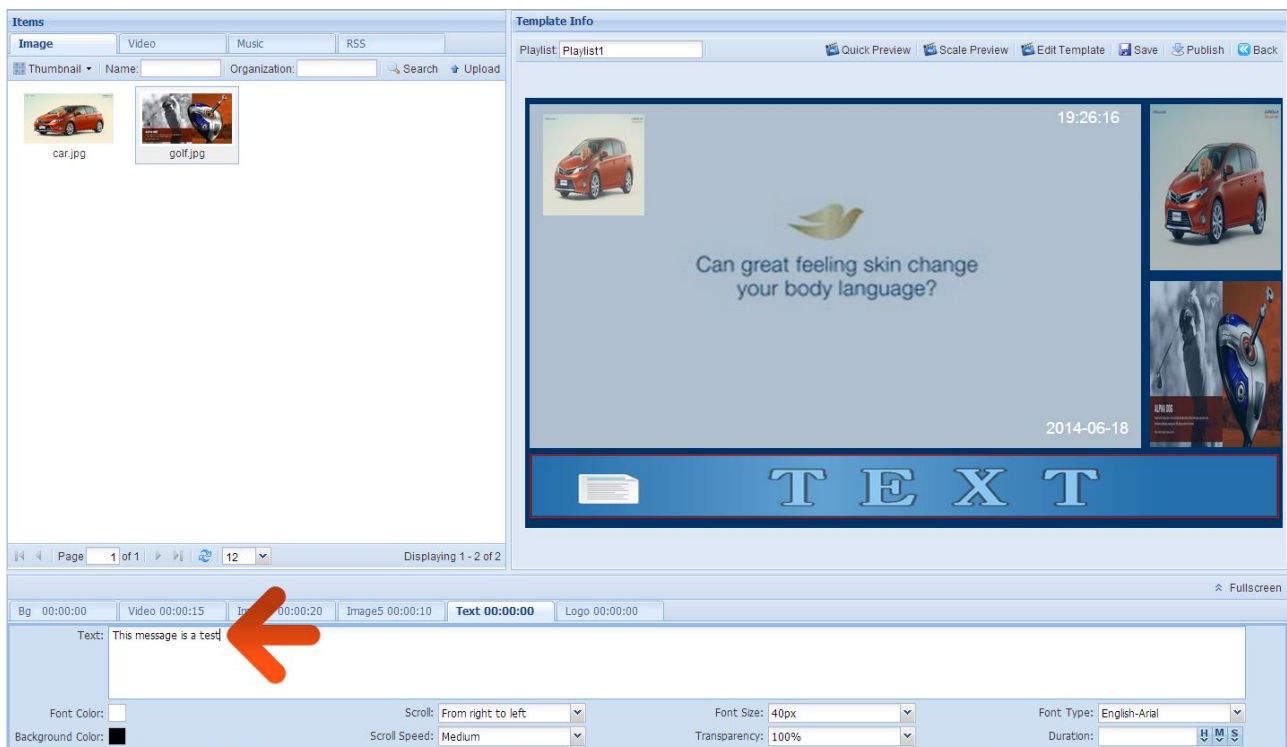 Items
Image Video Music RSS
Thumbnail Name: Organization: Search Upload
car.jpg golf.jpg
Page 1 of 1 12 Displaying 1 - 2 of 2
Template Info
Playlist: Playlist1 Quick Preview Scale Preview Edit Template Save Publish Back
19:26:16
Can great feeling skin change
your body language?
2014-06-18
ALPHA DOG
TEXT
Fullscreen
Bg 00:00:00 Video 00:00:15 00:00:20 Image5 00:00:10 Text 00:00:00 Logo 00:00:00
Text: This message is a test
Font Color: Scroll: From right to left Font Size: 40px Font Type: English-Arial
Background Color: Scroll Speed: Medium Transparency: 100% Duration: H M S